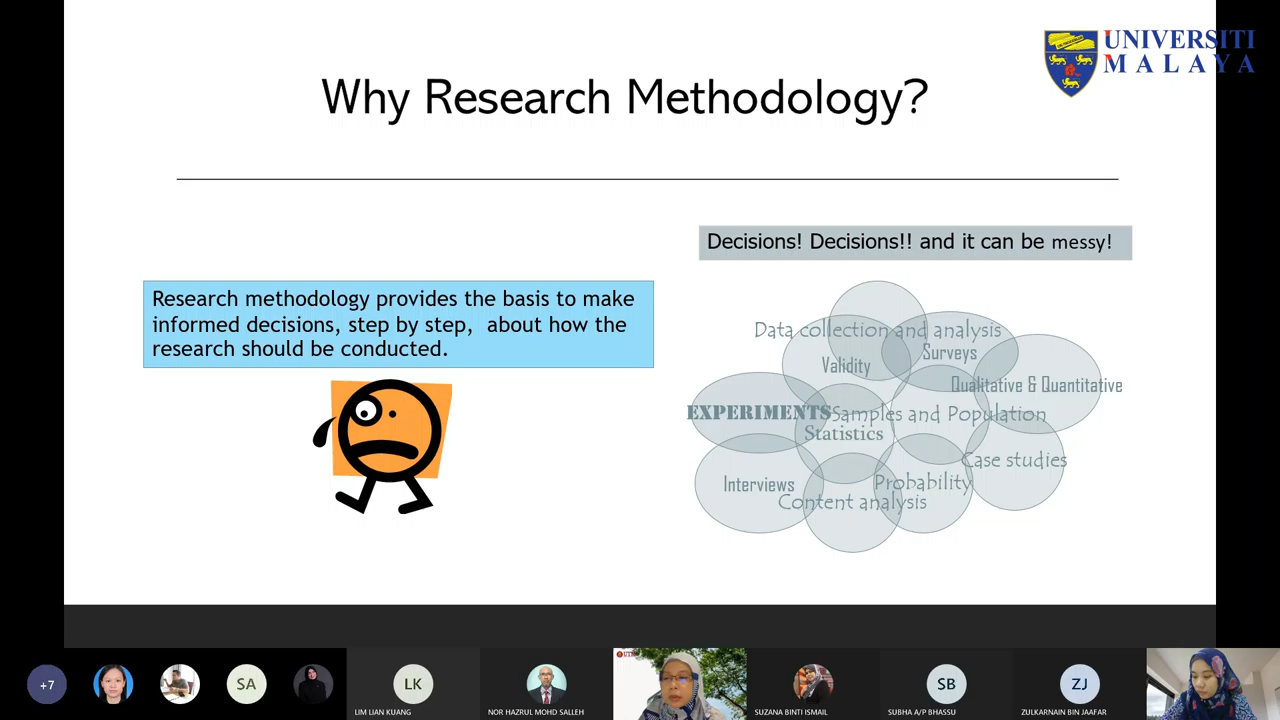 UNIVERSITI
MALAYA
Why Research Methodology?
Decisions! Decisions!! and it can be messy!
Research methodology provides the basis to make
informed decisions, step by step, about how the
research should be conducted.
Data collection and analysis
Surveys
Validity
Qualitative & Quantitative
EXPERIMENTS
Samples and Population
Statistics
Case studies
Interviews
Probability
Content analysis
+7
SA
LK
LIM LIAN KUANG
NOR HAZRUL MOHD SALLEH
SUZANA BINTI ISMAIL
SB
SUBHA A/P BHASSU
ZJ
ZULKARNAIN BIN JAAFAR